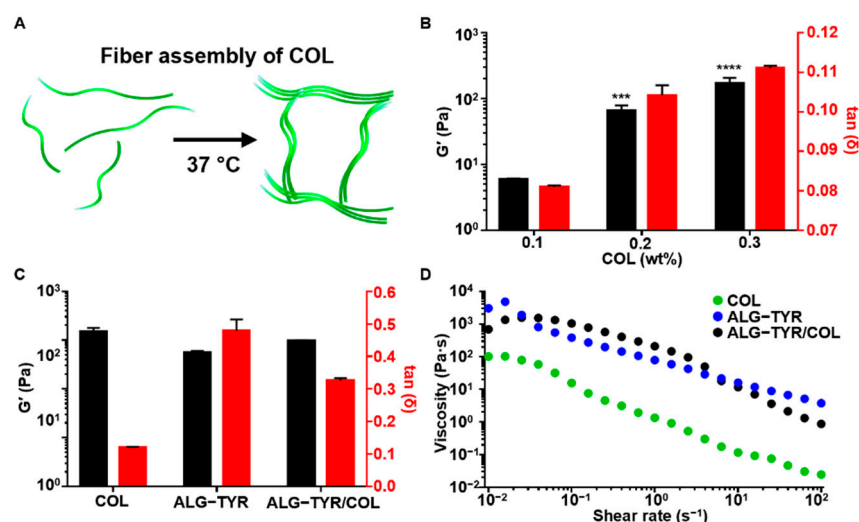 A
Fiber assembly of COL
37 °C
B
10³
10²
10¹
10⁰
G′ (Pa)
***
****
0.12
0.11
0.10
0.09
0.08
0.07
tan (δ)
0.1
0.2
0.3
COL (wt%)
C
10³
10²
10¹
10⁰
G′ (Pa)
0.6
0.5
0.4
0.3
0.2
0.1
0.0
tan (δ)
COL
ALG−TYR
ALG−TYR/COL
D
10⁵
10⁴
10³
10²
10¹
10⁰
10⁻¹
10⁻²
Viscosity (Pa·s)
COL
ALG−TYR
ALG−TYR/COL
10⁻²
10⁻¹
10⁰
10¹
10²
Shear rate (s⁻¹)